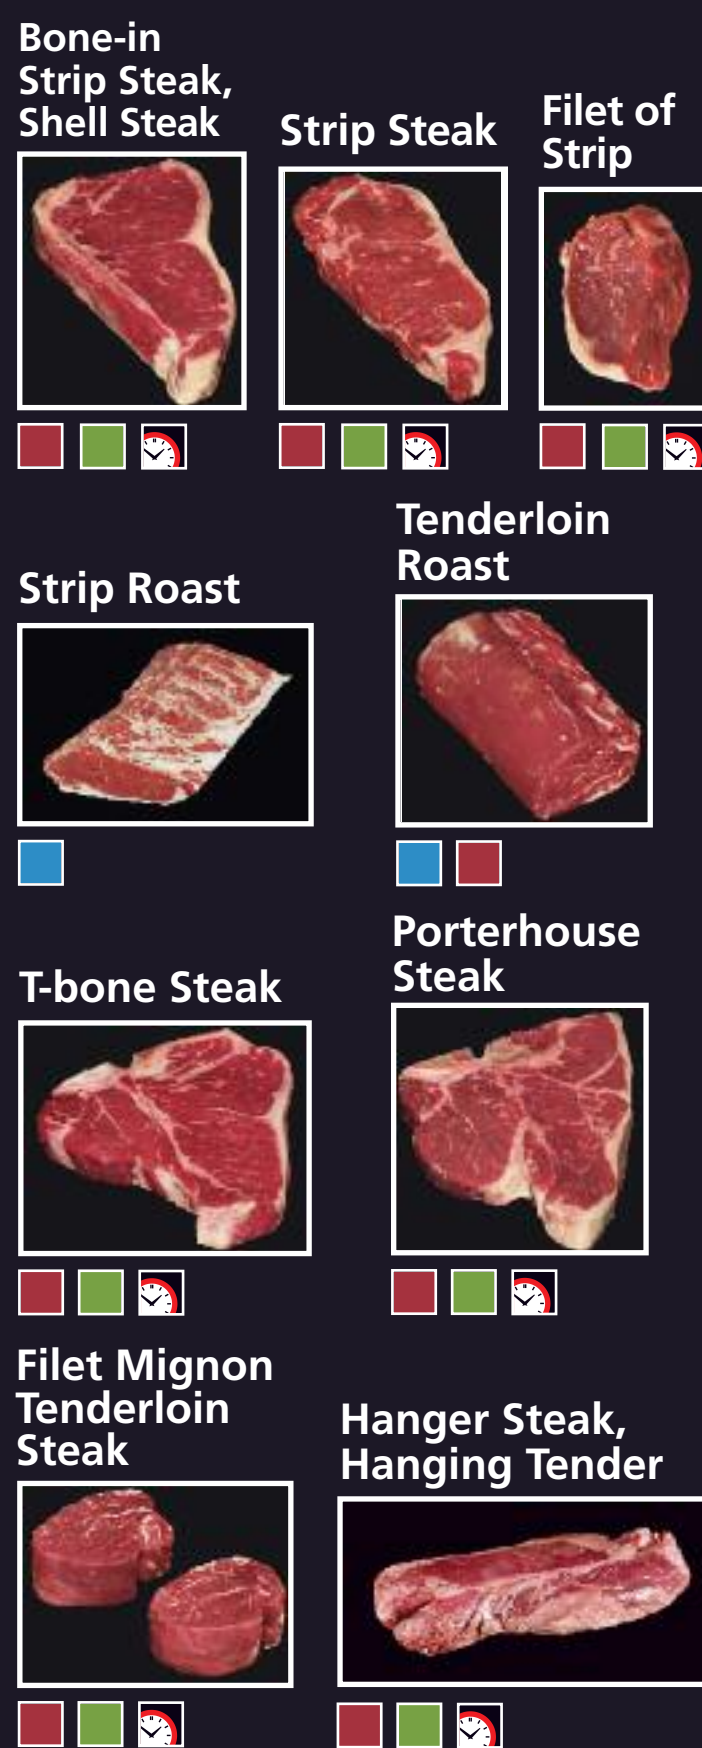 Bone-in
Strip Steak,
Shell Steak
Strip Steak
Filet of
Strip
Strip Roast
Tenderloin
Roast
T-bone Steak
Porterhouse
Steak
Filet Mignon
Tenderloin
Steak
Hanger Steak,
Hanging Tender